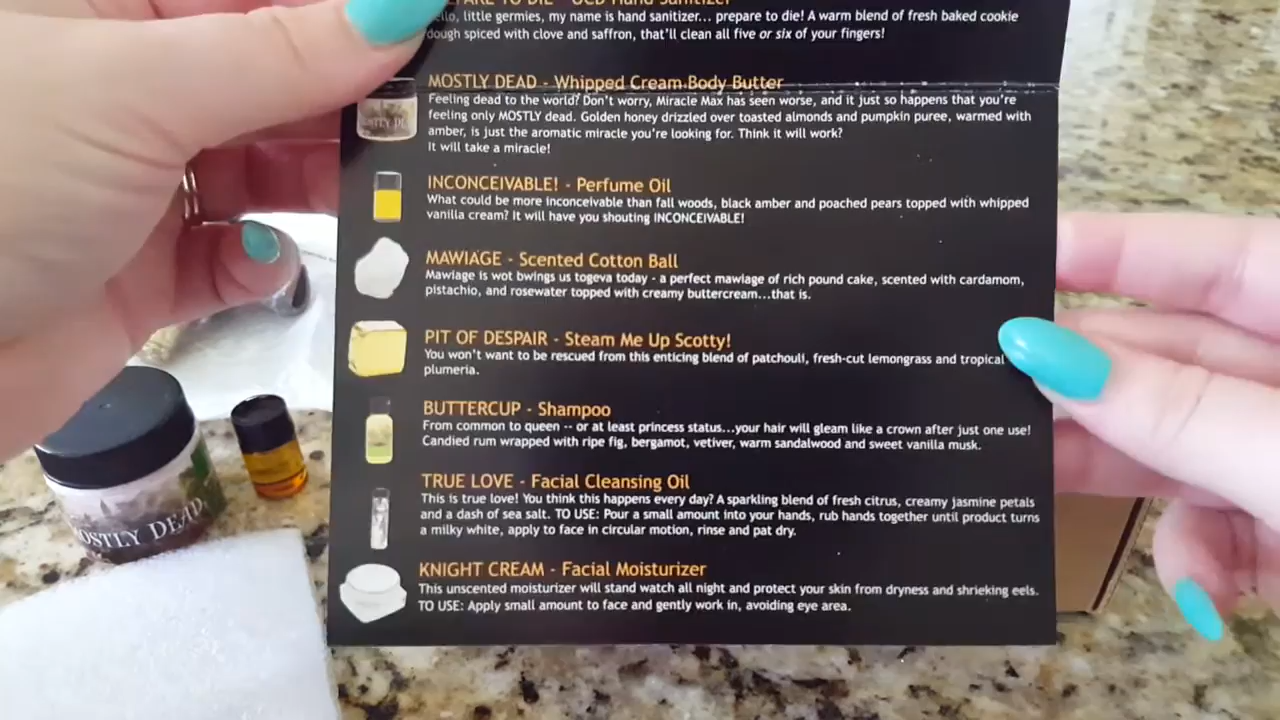 PREPARE TO DIE - OCD Hand Sanitizer
little germies, my name is hand sanitizer... prepare to die! A warm blend of fresh baked cookie
dough spiced with clove and saffron, that'll clean all five or six of your fingers!
MOSTLY DEAD - Whipped Cream Body Butter
Feeling dead to the world? Don't worry, Miracle Max has seen worse, and it just so happens that you're
feeling only MOSTLY dead. Golden honey drizzled over toasted almonds and pumpkin puree, warmed with
amber, is just the aromatic miracle you're looking for. Think it will work?
It will take a miracle!
INCONCEIVABLE! - Perfume Oil
What could be more inconceivable than fall woods, black amber and poached pears topped with whipped
vanilla cream? It will have you shouting INCONCEIVABLE!
MAWIAGE - Scented Cotton Ball
Mawiage is wot bwings us togeva today - a perfect mawiage of rich pound cake, scented with cardamom,
pistachio, and rosewater topped with creamy buttercream...that is.
PIT OF DESPAIR - Steam Me Up Scotty!
You won't want to be rescued from this enticing blend of patchouli, fresh-cut lemongrass and tropical
plumeria.
BUTTERCUP - Shampoo
From common to queen -- or at least princess status...your hair will gleam like a crown after just one use!
Candied rum wrapped with ripe fig, bergamot, vetiver, warm sandalwood and sweet vanilla musk.
TRUE LOVE - Facial Cleansing Oil
This is true love! You think this happens every day? A sparkling blend of fresh citrus, creamy jasmine petals
and a dash of sea salt. TO USE: Pour a small amount into your hands, rub hands together until product turns
a milky white, apply to face in circular motion, rinse and pat dry.
KNIGHT CREAM - Facial Moisturizer
This unscented moisturizer will stand watch all night and protect your skin from dryness and shrieking eels.
TO USE: Apply small amount to face and gently work in, avoiding eye area.
MOSTLY DEAD